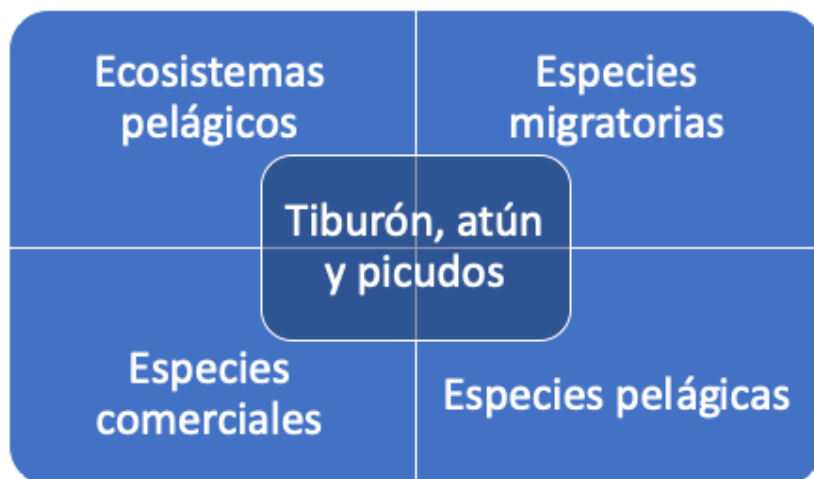 Ecosistemas
pelágicos
Especies
migratorias
Tiburón, atún
y picudos
Especies
comerciales
Especies pelágicas